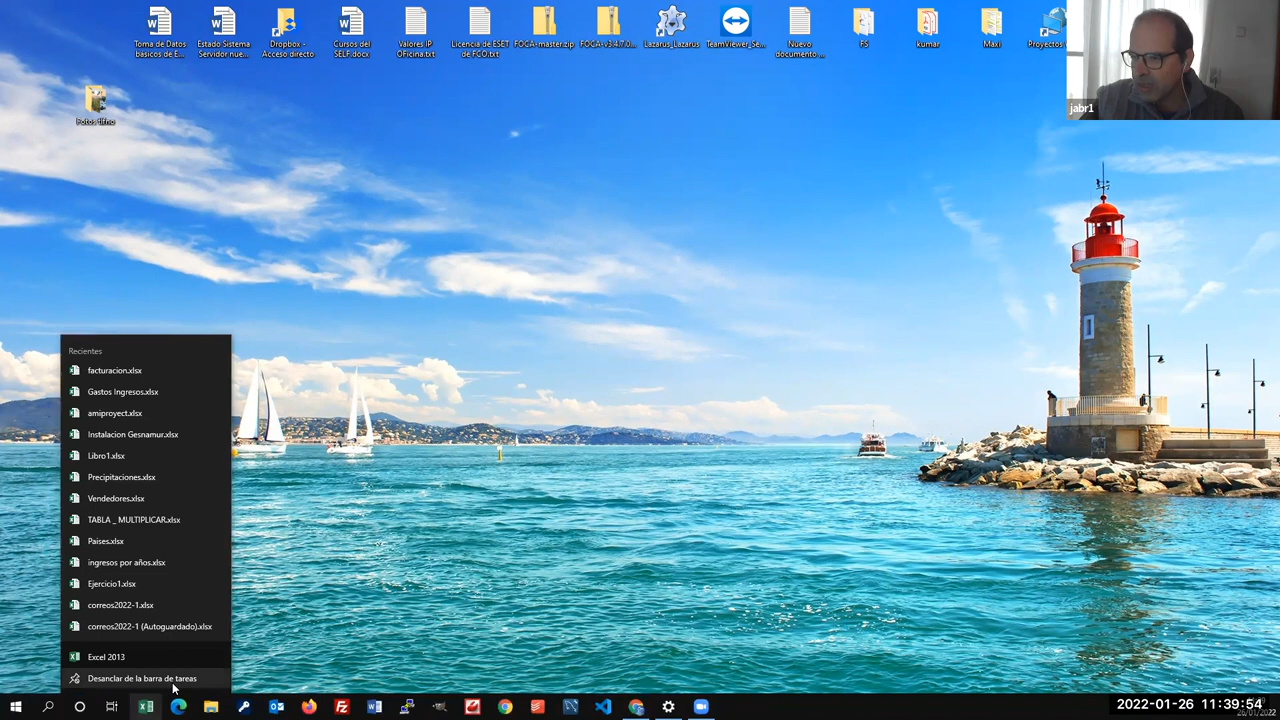 Toma de Datos
basicos de E...
Estado Sistema
Servidor nue...
Dropbox -
Acceso directo
Cursos del
SELF.docx
Valores IP
OFicina.txt
Licencia de ESET
de FCO.txt
FOCA-master.zip
FOCA-v3.4.7.0...
Lazarus_Lazarus
TeamViewer_Se...
Nuevo
documento ...
FS
kumar
Maxi
Proyectos
jabr1
Fotos
Recientes
facturacion.xlsx
Gastos Ingresos.xlsx
amiproyect.xlsx
Instalacion Gesnamur.xlsx
Libro1.xlsx
Precipitaciones.xlsx
Vendedores.xlsx
TABLA _ MULTIPLICAR.xlsx
Paises.xlsx
ingresos por años.xlsx
Ejercicio1.xlsx
correos2022-1.xlsx
correos2022-1 (Autoguardado).xlsx
Excel 2013
Desanclar de la barra de tareas
2022-01-26 11:39:54
26/01/2022